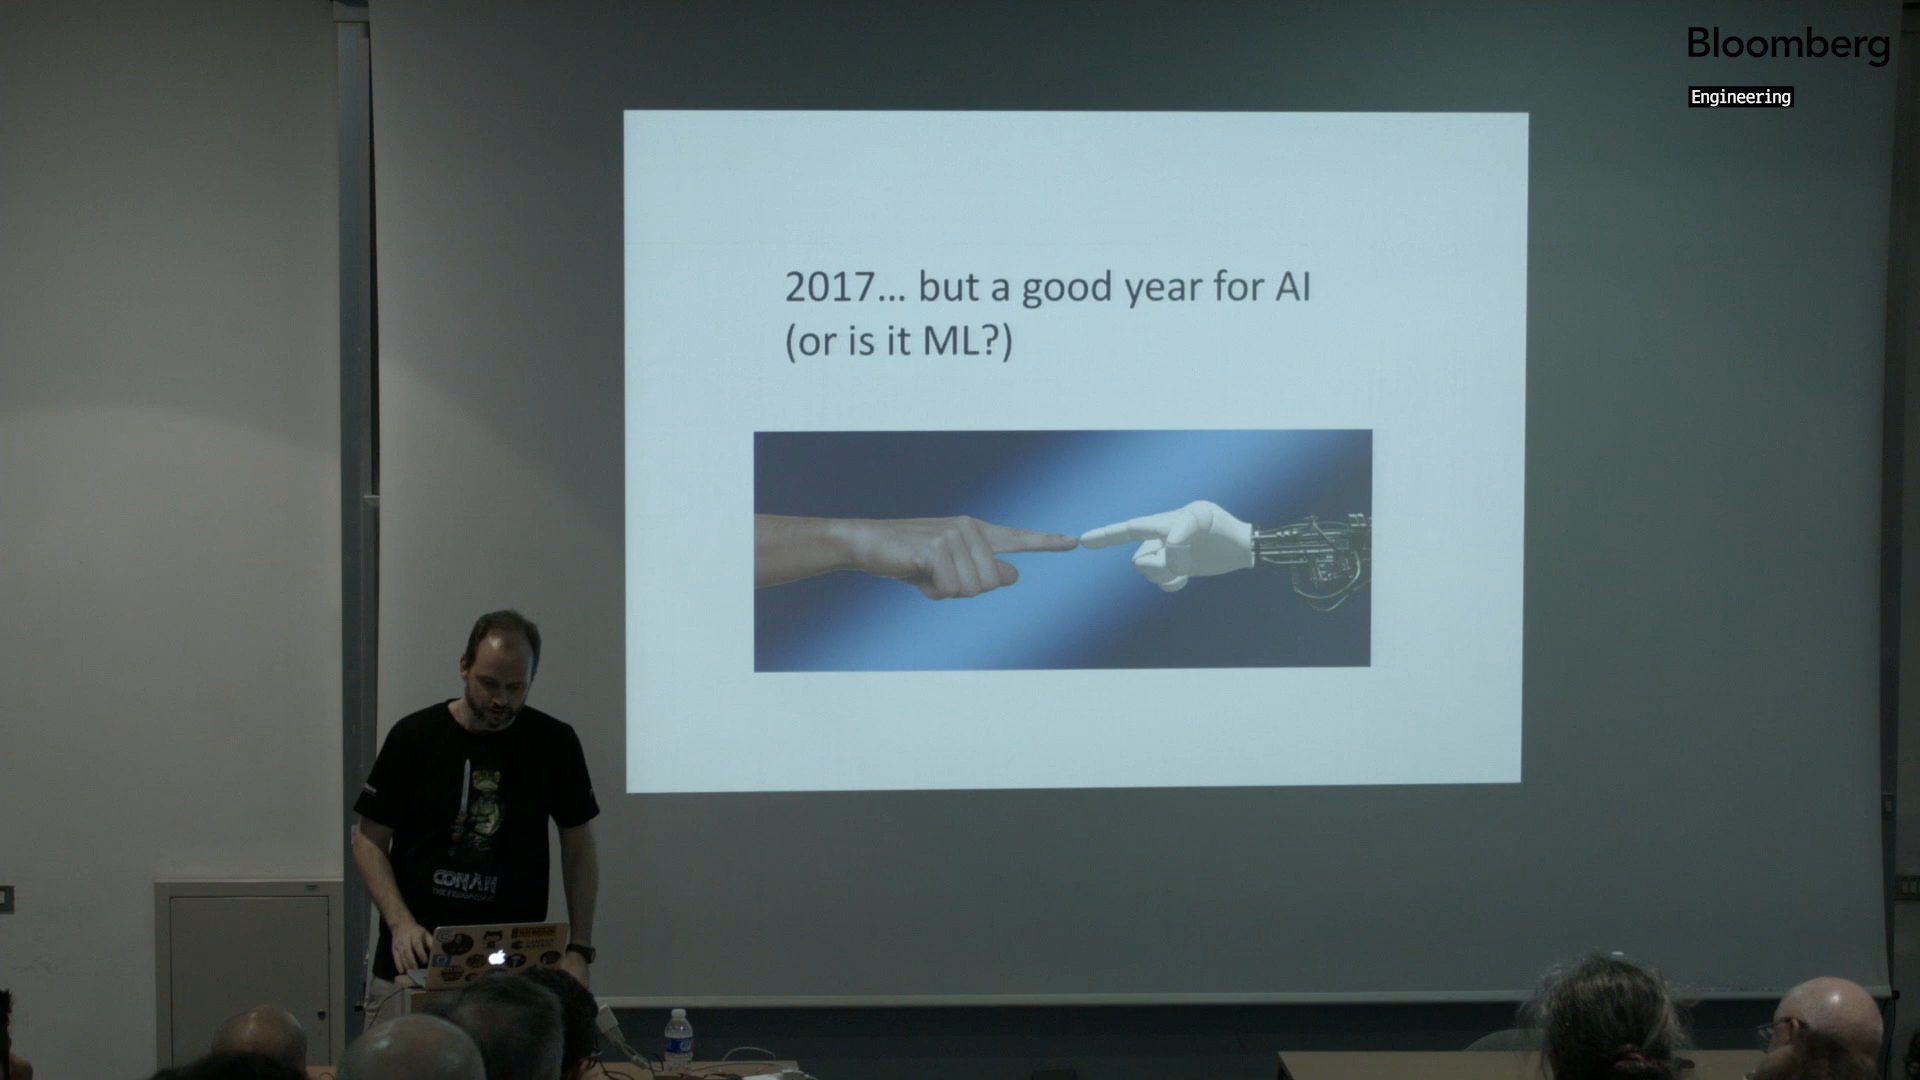 Bloomberg
Engineering
2017... but a good year for AI
(or is it ML?)
CONAN